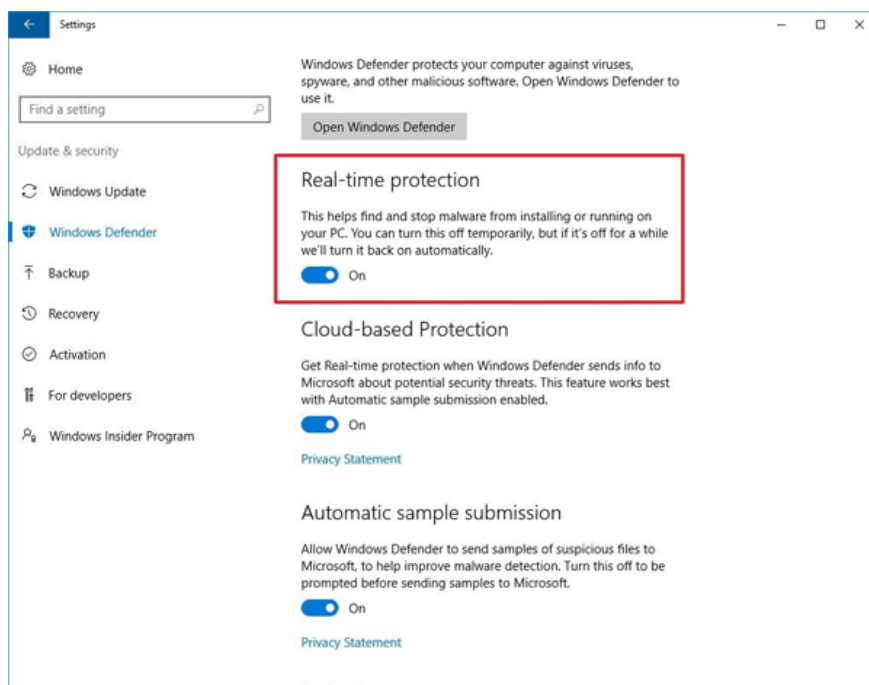 Settings
Home
Find a setting
Update & security
Windows Update
Windows Defender
Backup
Recovery
Activation
For developers
Windows Insider Program
Windows Defender protects your computer against viruses,
spyware, and other malicious software. Open Windows Defender to
use it.
Open Windows Defender
Real-time protection
This helps find and stop malware from installing or running on
your PC. You can turn this off temporarily, but if it's off for a while
we'll turn it back on automatically.
On
Cloud-based Protection
Get Real-time protection when Windows Defender sends info to
Microsoft about potential security threats. This feature works best
with Automatic sample submission enabled.
On
Privacy Statement
Automatic sample submission
Allow Windows Defender to send samples of suspicious files to
Microsoft, to help improve malware detection. Turn this off to be
prompted before sending samples to Microsoft.
On
Privacy Statement